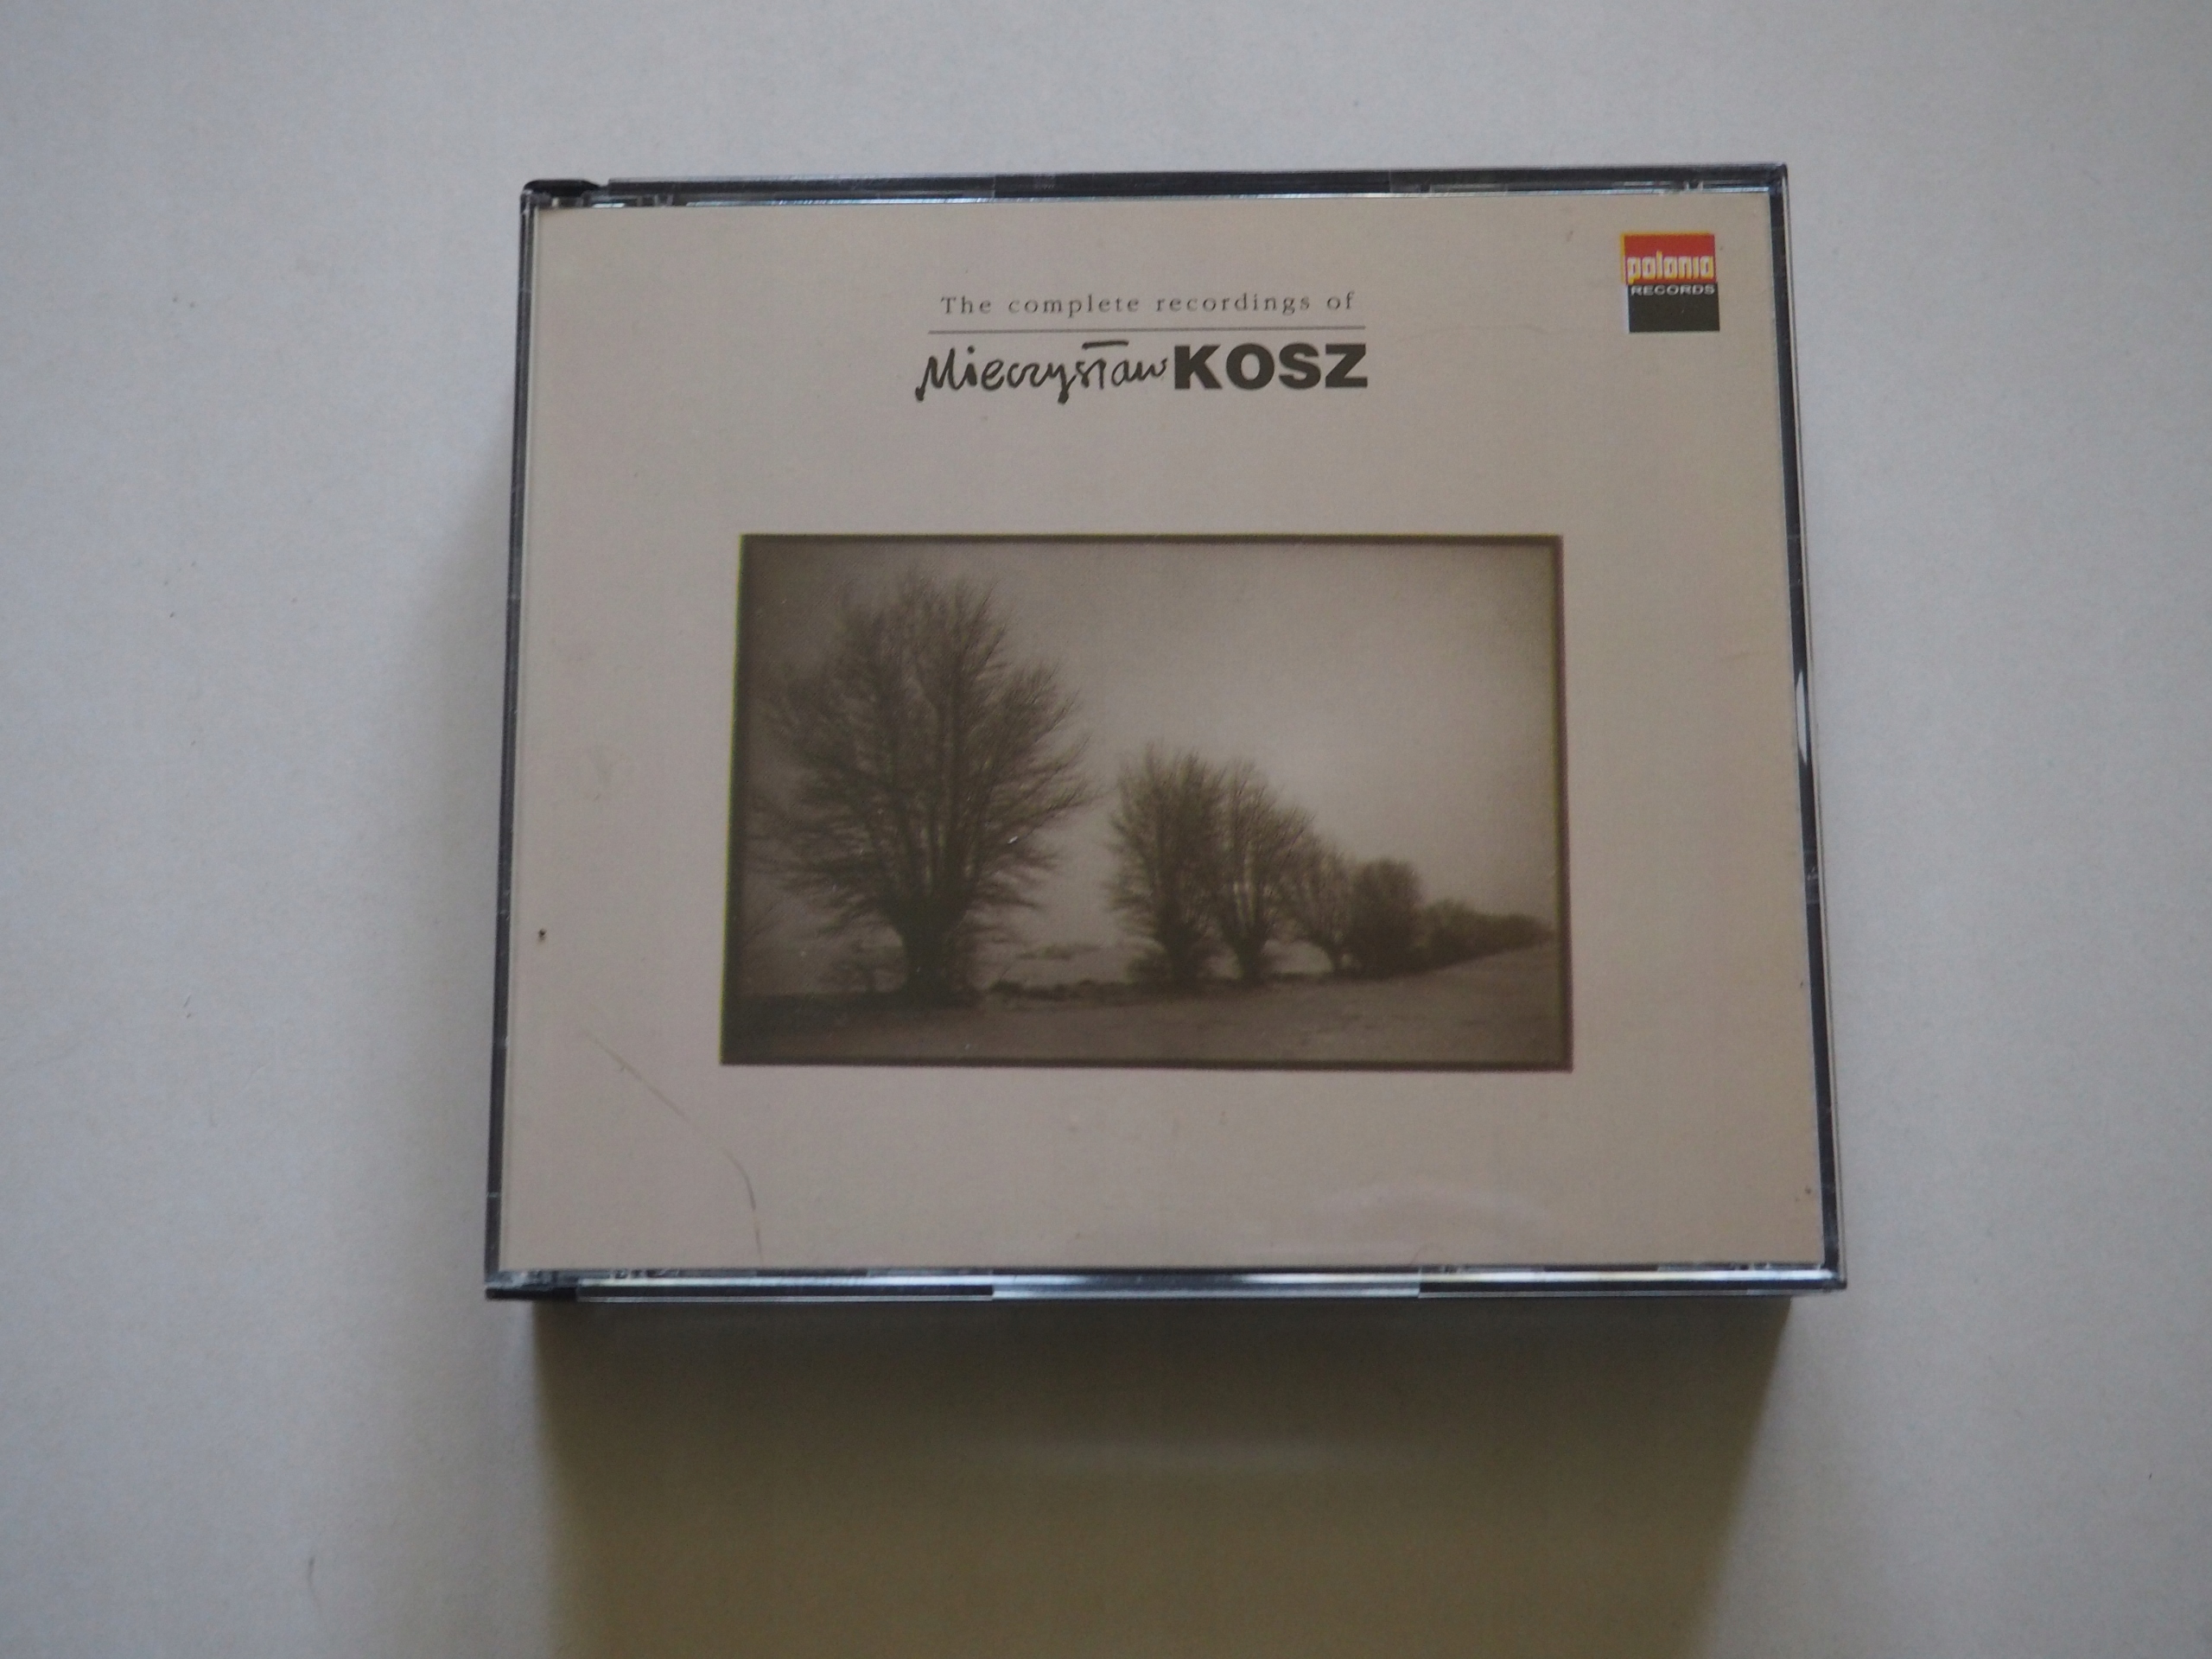 polonia
RECORDS
The complete recordings of
Mieczysław KOSZ